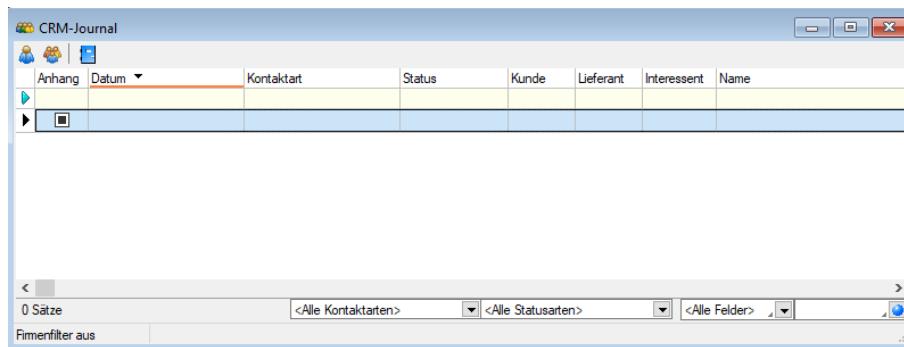 CRM-Journal
Anhang Datum Kontaktart Status Kunde Lieferant Interessent Name
0 Sätze <Alle Kontaktarten> <Alle Statusarten> <Alle Felder>
Firmenfilter aus